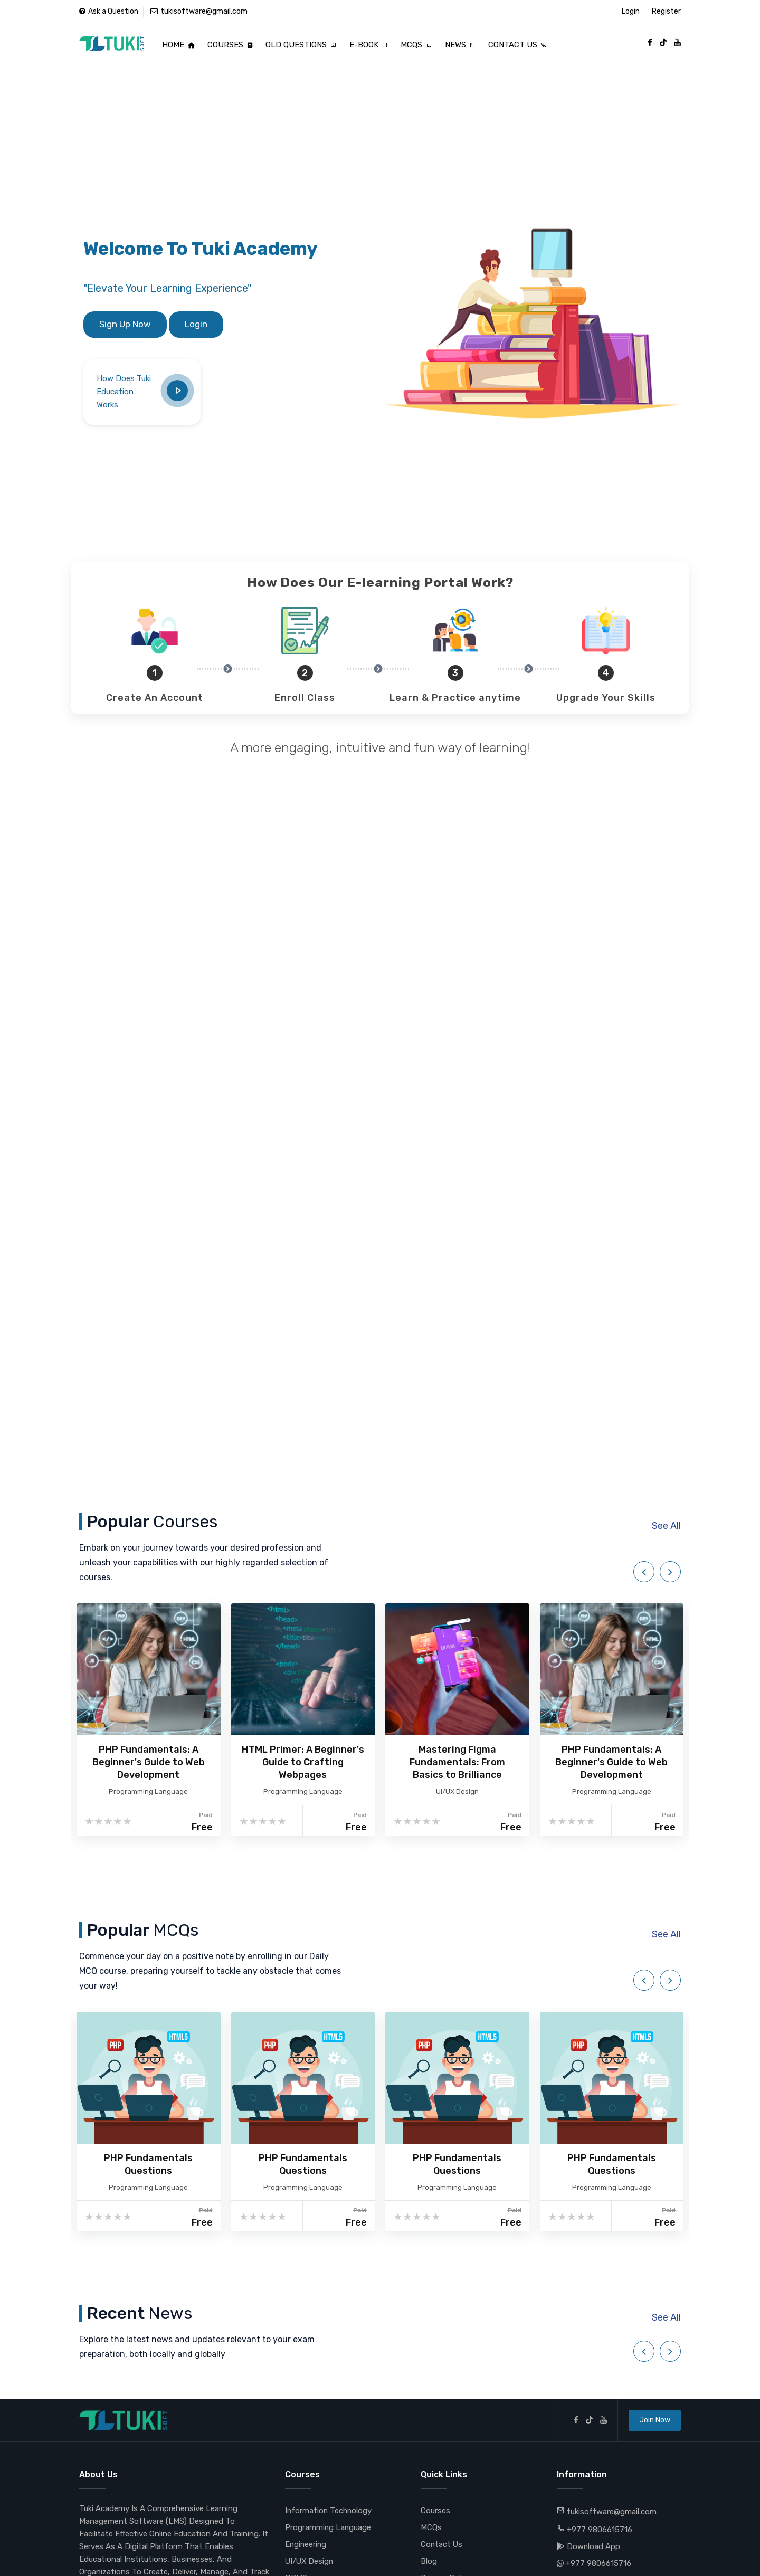 Ask a Question
tukisoftware@gmail.com
Login
Register
TUKI SOFT
HOME
COURSES
OLD QUESTIONS
E-BOOK
MCQS
NEWS
CONTACT US
Welcome To Tuki Academy
"Elevate Your Learning Experience"
Sign Up Now
Login
How Does Tuki
Education
Works
How Does Our E-learning Portal Work?
1
2
3
4
Create An Account
Enroll Class
Learn & Practice anytime
Upgrade Your Skills
A more engaging, intuitive and fun way of learning!
Popular Courses
See All
Embark on your journey towards your desired profession and
unleash your capabilities with our highly regarded selection of
courses.
PHP Fundamentals: A
Beginner's Guide to Web
Development
Programming Language
Paid
Free
HTML Primer: A Beginner's
Guide to Crafting
Webpages
Programming Language
Paid
Free
Mastering Figma
Fundamentals: From
Basics to Brilliance
UI/UX Design
Paid
Free
PHP Fundamentals: A
Beginner's Guide to Web
Development
Programming Language
Paid
Free
Popular MCQs
See All
Commence your day on a positive note by enrolling in our Daily
MCQ course, preparing yourself to tackle any obstacle that comes
your way!
PHP
HTML5
PHP Fundamentals
Questions
Programming Language
Paid
Free
PHP
HTML5
PHP Fundamentals
Questions
Programming Language
Paid
Free
PHP
HTML5
PHP Fundamentals
Questions
Programming Language
Paid
Free
PHP
HTML5
PHP Fundamentals
Questions
Programming Language
Paid
Free
Recent News
See All
Explore the latest news and updates relevant to your exam
preparation, both locally and globally
TUKI SOFT
Join Now
About Us
Tuki Academy Is A Comprehensive Learning
Management Software (LMS) Designed To
Facilitate Effective Online Education And Training. It
Serves As A Digital Platform That Enables
Educational Institutions, Businesses, And
Organizations To Create, Deliver, Manage, And Track
Courses
Information Technology
Programming Language
Engineering
UI/UX Design
Quick Links
Courses
MCQs
Contact Us
Blog
Information
tukisoftware@gmail.com
+977 9806615716
Download App
+977 9806615716